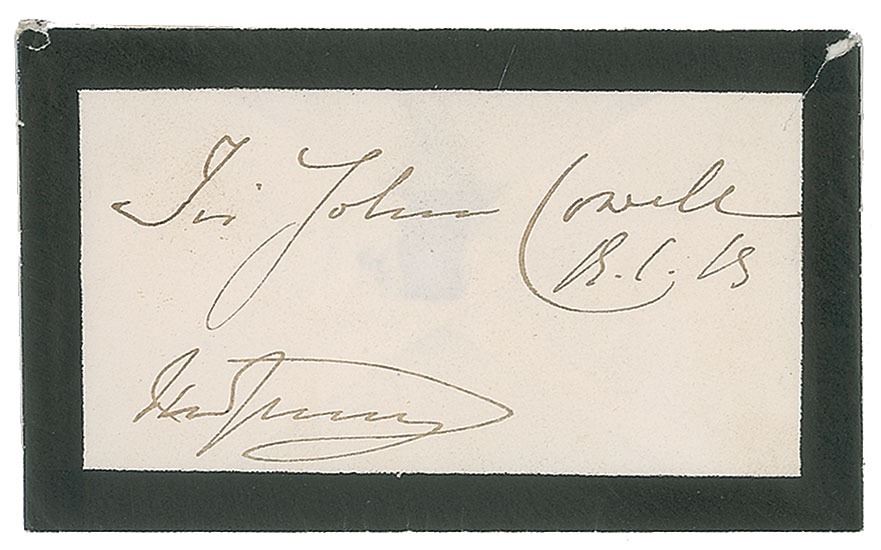 Sir John Cowell
K.C.B